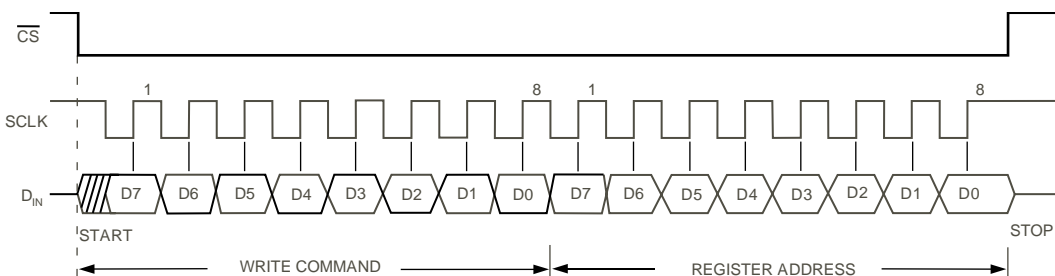 CS
1 8 1 8
SCLK
D7 D6 D5 D4 D3 D2 D1 D0 D7 D6 D5 D4 D3 D2 D1 D0
DIN
START STOP
WRITE COMMAND REGISTER ADDRESS